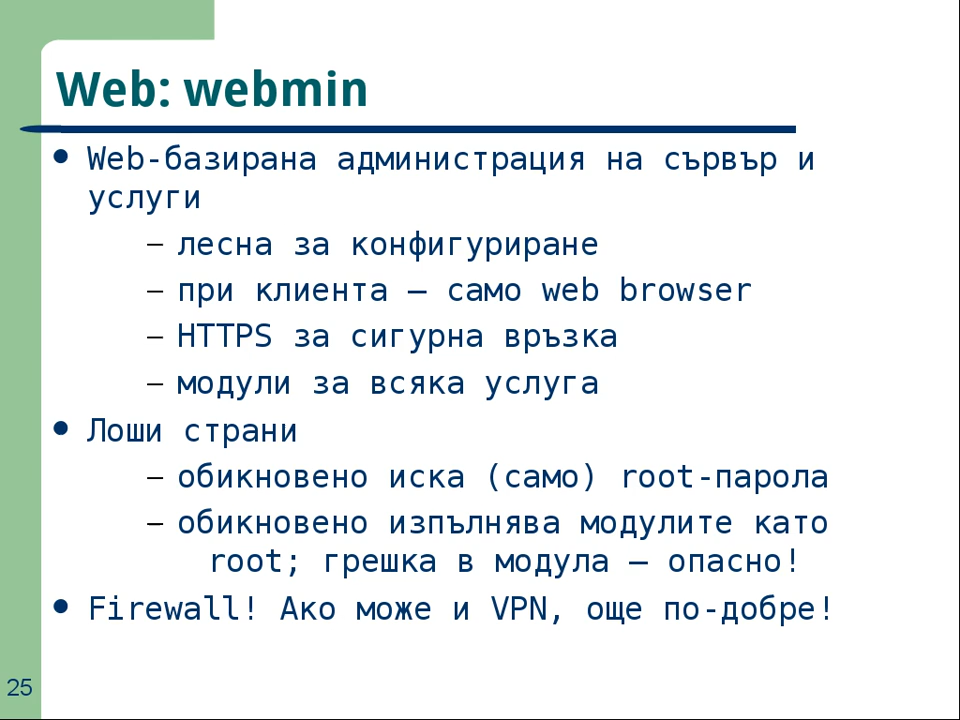 Web: webmin
● Web-базирана администрация на сървър и
услуги
– лесна за конфигуриране
– при клиента – само web browser
– HTTPS за сигурна връзка
– модули за всяка услуга
● Лоши страни
– обикновено иска (само) root-парола
– обикновено изпълнява модулите като
root; грешка в модула – опасно!
● Firewall! Ако може и VPN, още по-добре!
25